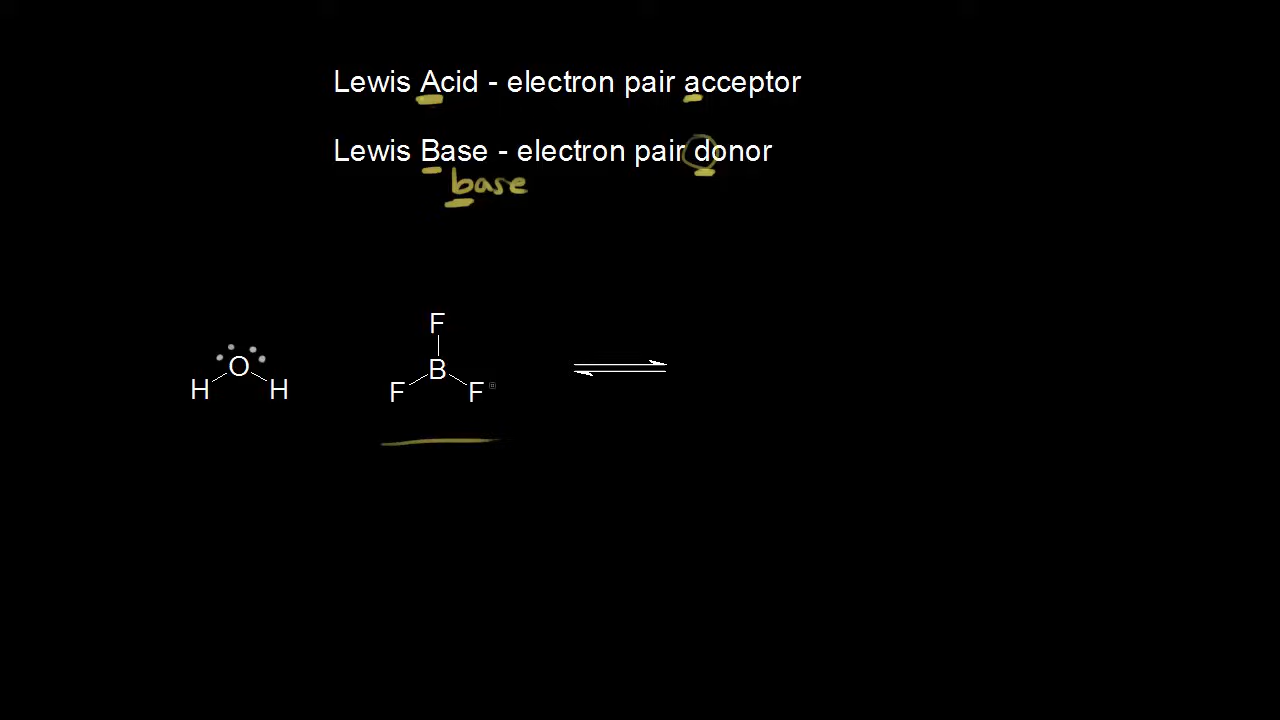 Lewis Acid - electron pair acceptor
Lewis Base - electron pair donor
base
F
O
B
H H
F F